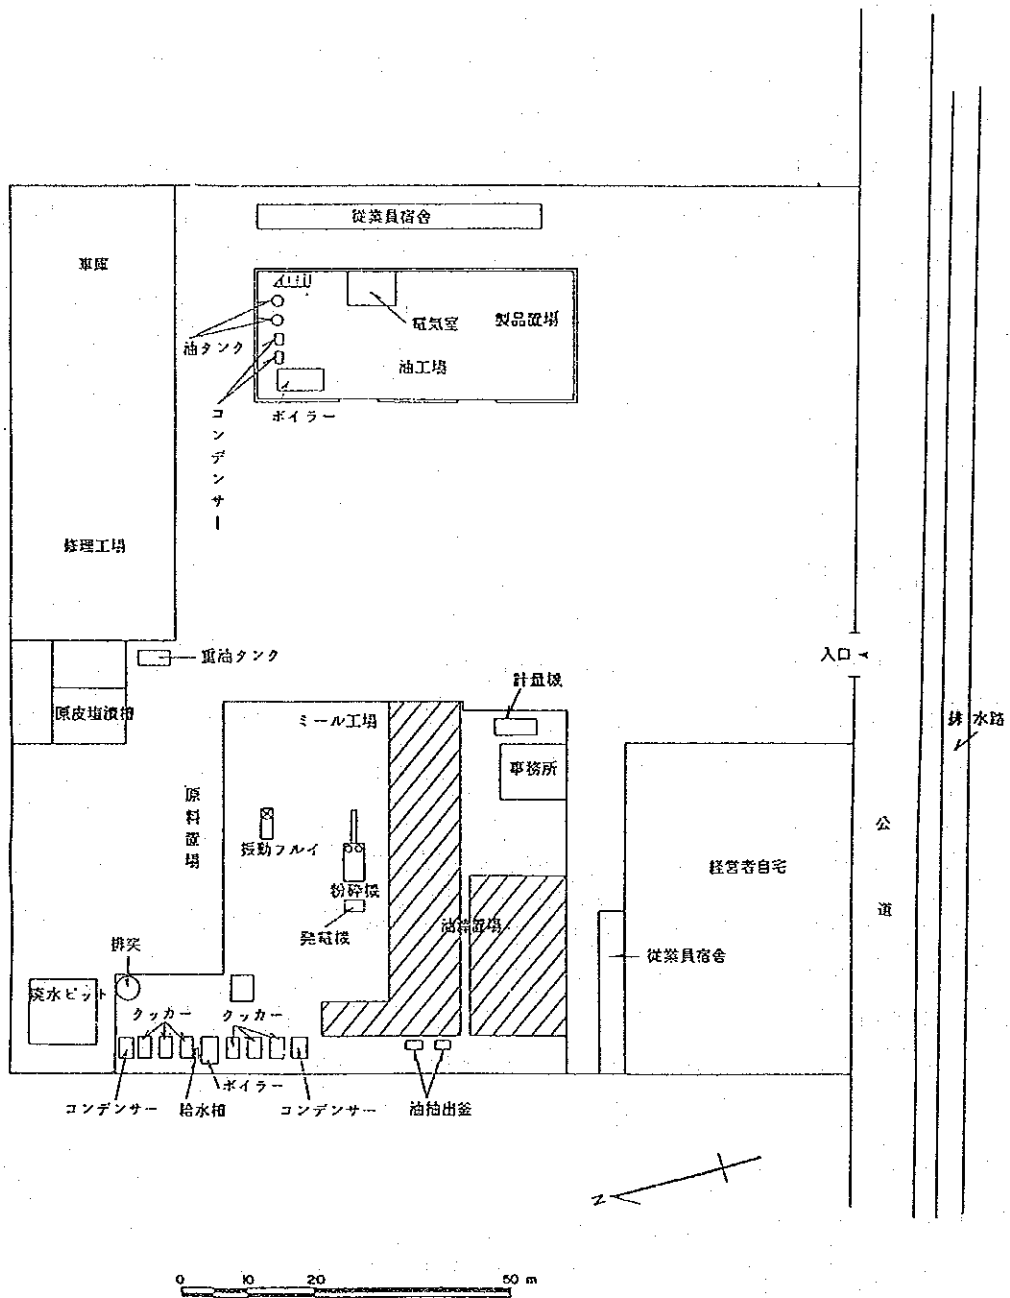 従業員宿舎
車庫
電気室
製品置場
油タンク
油工場
ボイラー
コンデンサー
修理工場
入口
重油タンク
計量機
原皮塩漬槽
ミール工場
排水路
事務所
原料置場
公道
振動フルイ
粉砕機
経営者自宅
発電機
油滓置場
排突
従業員宿舎
廃水ピット
クッカー
クッカー
ボイラー
コンデンサー
給水槽
コンデンサー
油抽出釜
N
0 10 20 50 m